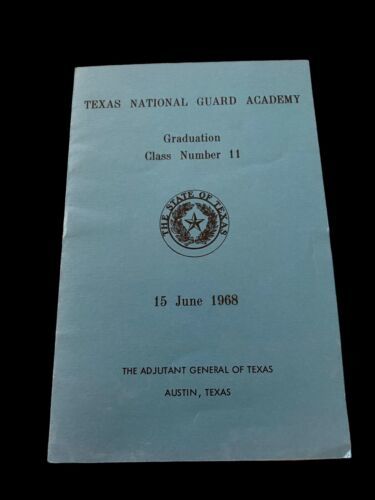 TEXAS NATIONAL GUARD ACADEMY
Graduation
Class Number 11
THE STATE OF TEXAS
15 June 1968
THE ADJUTANT GENERAL OF TEXAS
AUSTIN, TEXAS